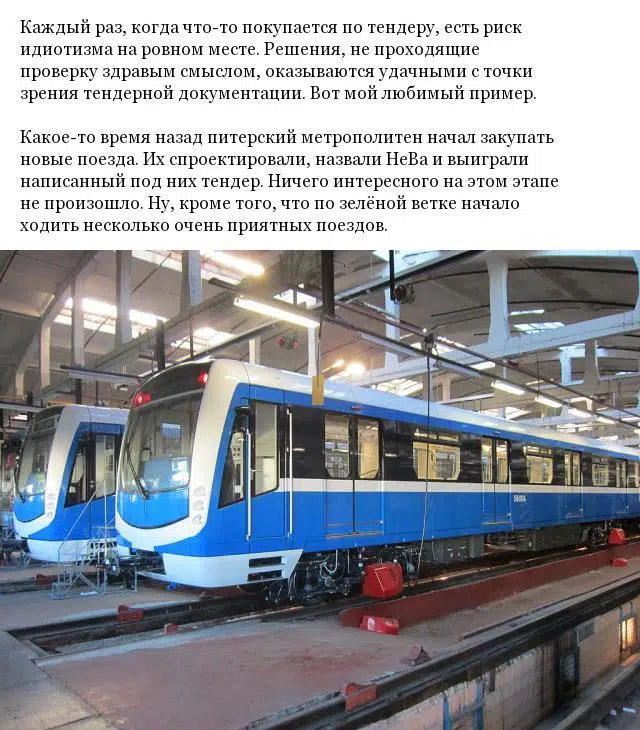 Каждый раз, когда что-то покупается по тендеру, есть риск
идиотизма на ровном месте. Решения, не проходящие
проверку здравым смыслом, оказываются удачными с точки
зрения тендерной документации. Вот мой любимый пример.
Какое-то время назад питерский метрополитен начал закупать
новые поезда. Их спроектировали, назвали НеВа и выиграли
написанный под них тендер. Ничего интересного на этом этапе
не произошло. Ну, кроме того, что по зелёной ветке начало
ходить несколько очень приятных поездов.
56004